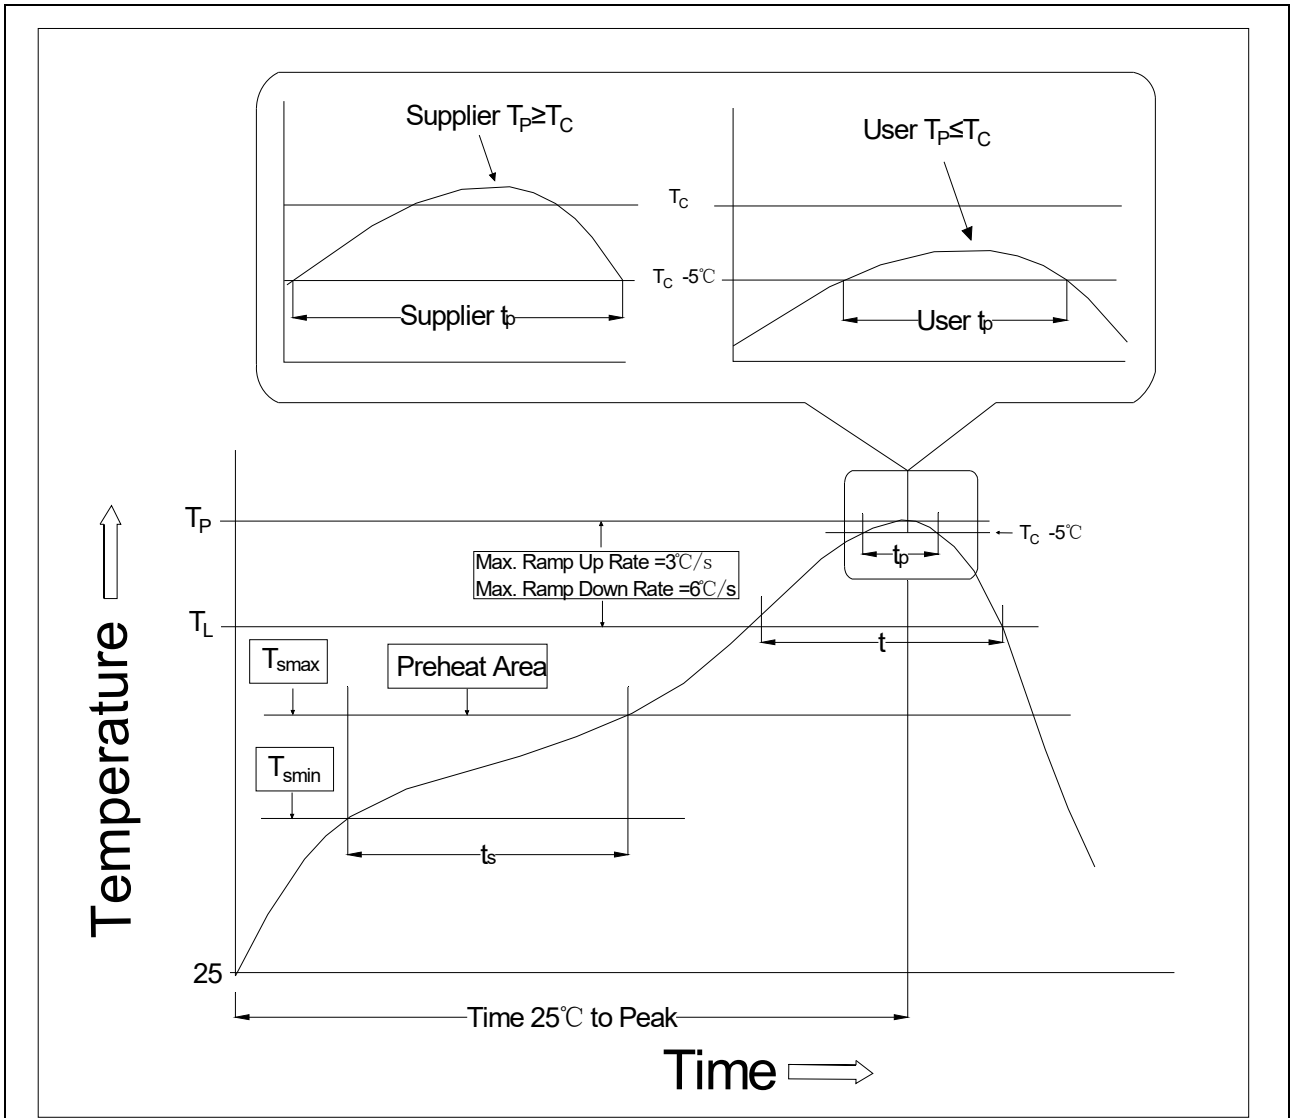 Supplier TP≥TC
User TP≤TC
TC
TC -5℃
Supplier tp
User tp
TP
TC -5℃
tp
Max. Ramp Up Rate =3℃/s
Max. Ramp Down Rate =6℃/s
TL
t
Tsmax
Preheat Area
Tsmin
ts
Temperature
25
Time 25℃ to Peak
Time